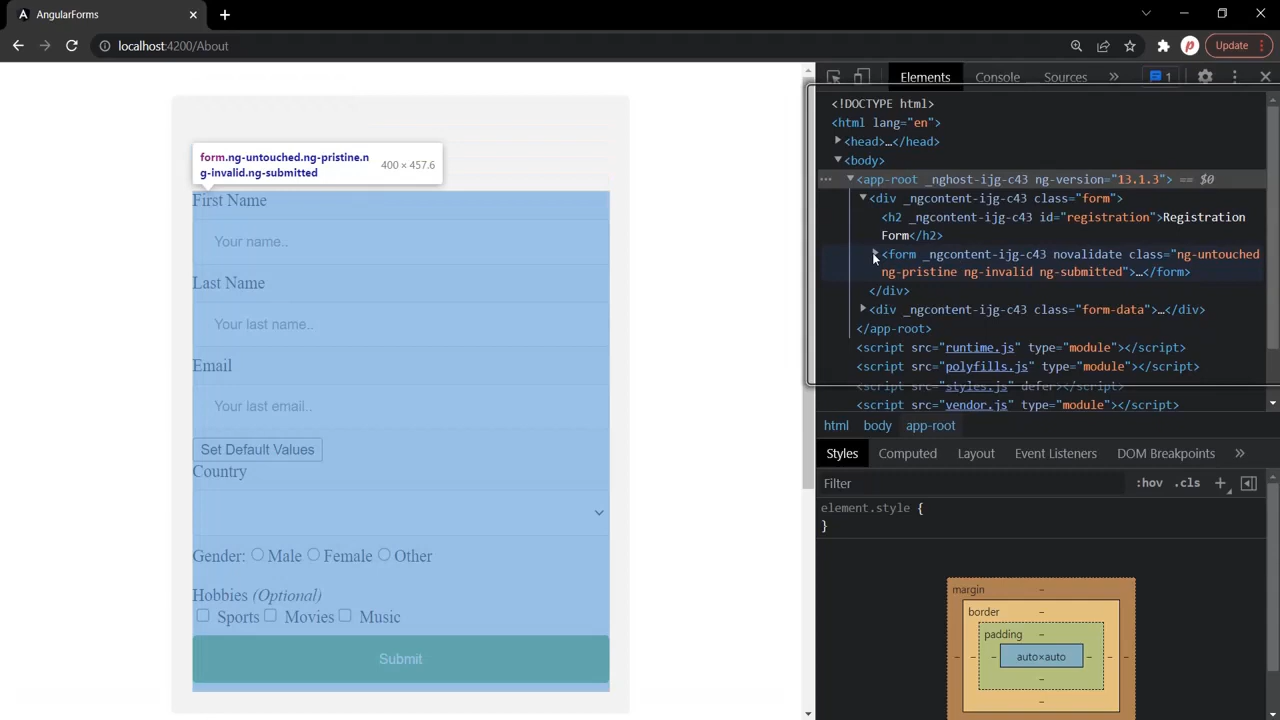 AngularForms
localhost:4200/About
Update
form.ng-untouched.ng-pristine.n
g-invalid.ng-submitted
400 × 457.6
First Name
Your name..
Last Name
Your last name..
Email
Your last email..
Set Default Values
Country
Gender: Male Female Other
Hobbies (Optional)
Sports Movies Music
Submit
Elements Console Sources » 1
<!DOCTYPE html>
<html lang="en">
<head>…</head>
<body>
<app-root _nghost-ijg-c43 ng-version="13.1.3"> == $0
<div _ngcontent-ijg-c43 class="form">
<h2 _ngcontent-ijg-c43 id="registration">Registration
Form</h2>
<form _ngcontent-ijg-c43 novalidate class="ng-untouched
ng-pristine ng-invalid ng-submitted">…</form>
</div>
<div _ngcontent-ijg-c43 class="form-data">…</div>
</app-root>
<script src="runtime.js" type="module"></script>
<script src="polyfills.js" type="module"></script>
<script src="styles.js" defer></script>
<script src="vendor.js" type="module"></script>
html body app-root
Styles Computed Layout Event Listeners DOM Breakpoints »
Filter :hov .cls
element.style {
}
margin –
border –
padding –
– – – auto×auto – – –
–
–
–